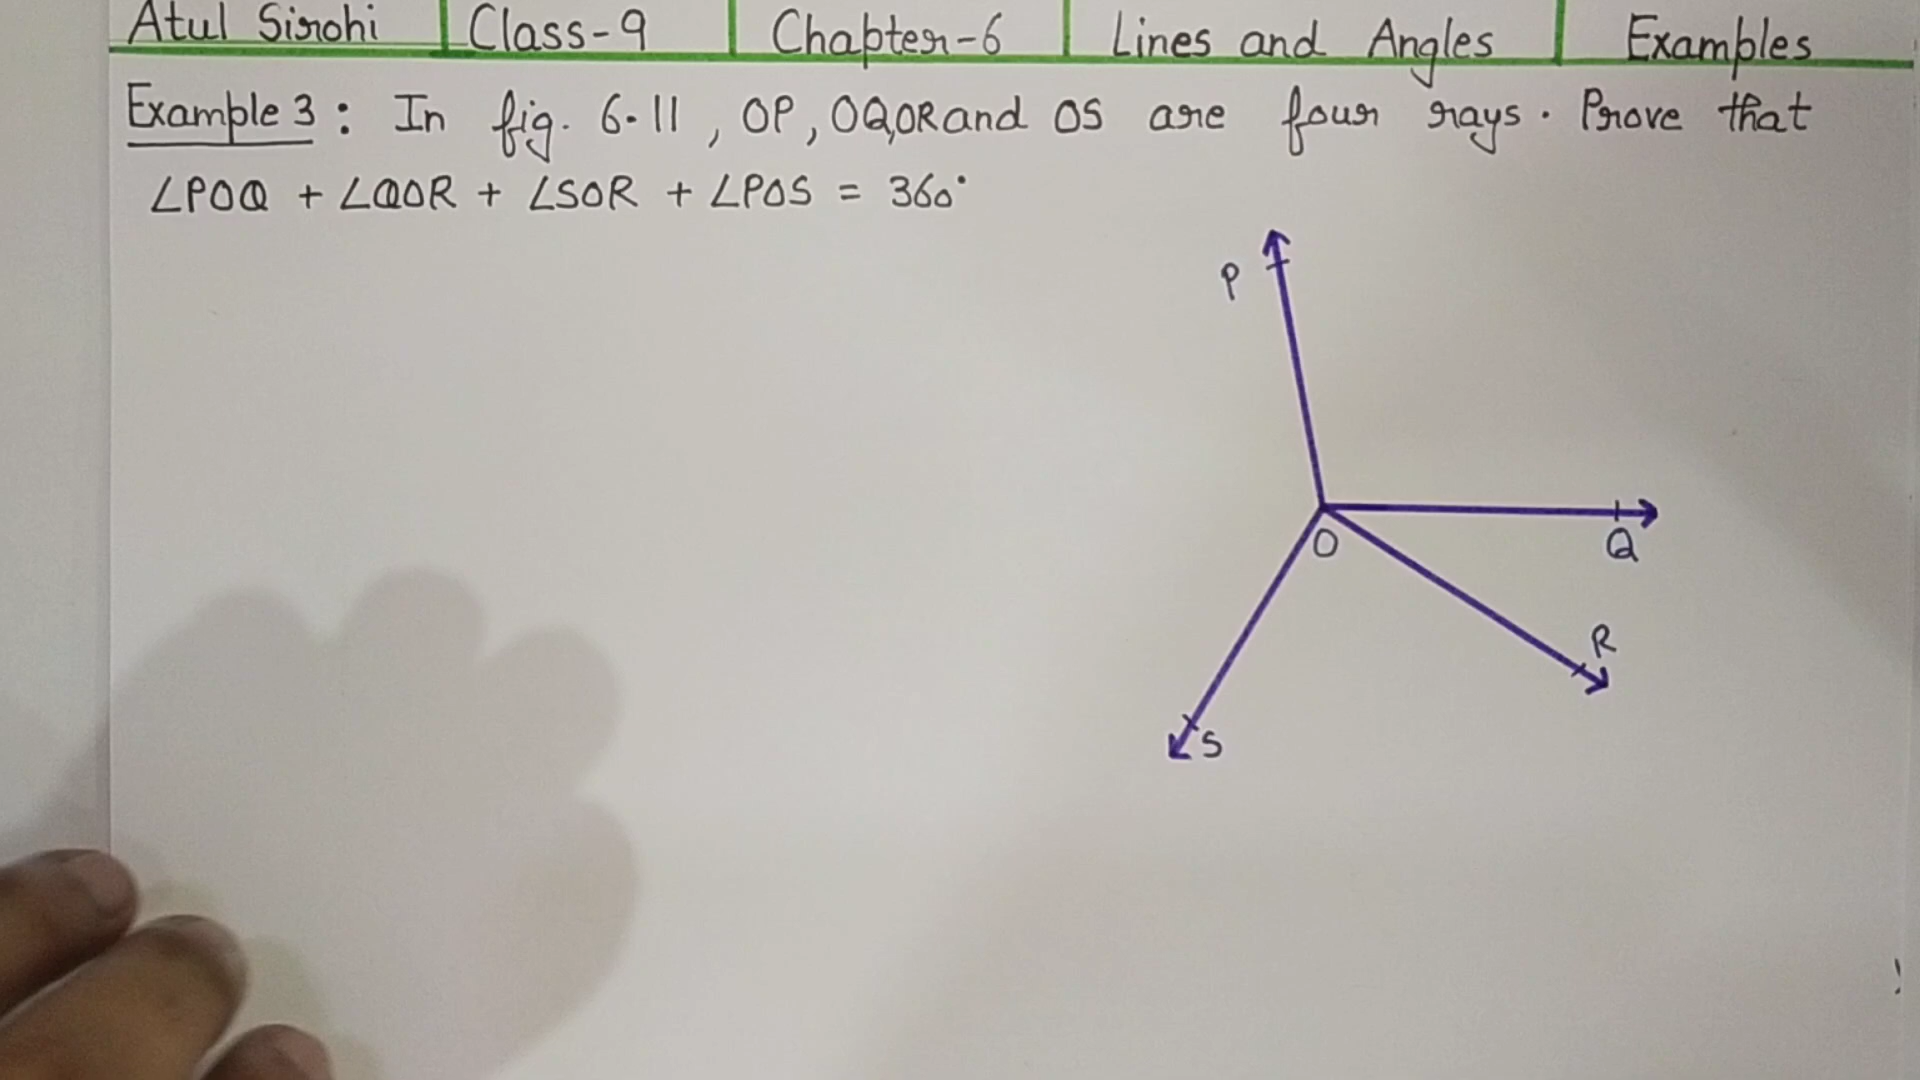 Atul Sirohi Class-9 Chapter-6 Lines and Angles Examples
Example 3 : In fig. 6.11, OP, OQ,OR and OS are four rays. Prove that
∠POQ + ∠QOR + ∠SOR + ∠POS = 360°
P
O
Q
R
S